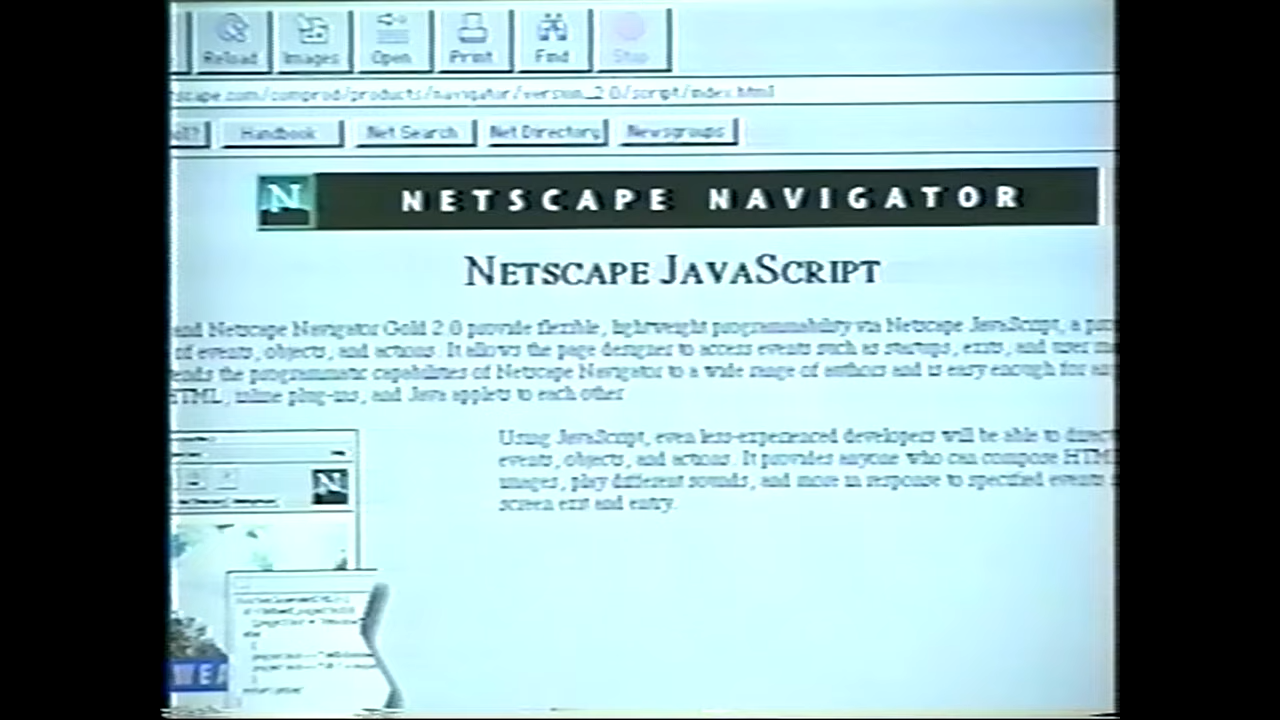 Reload Images Open Print Find Stop
scape.com/comprod/products/navigator/version_2.0/script/index.html
Handbook Net Search Net Directory Newsgroups
N NETSCAPE NAVIGATOR
NETSCAPE JAVASCRIPT
and Netscape Navigator Gold 2.0 provide flexible, lightweight programmability via Netscape JavaScript, a
of events, objects, and actions. It allows the page designer to access events such as startups, exits, and user
the programmatic capabilities of Netscape Navigator to a wide range of authors and is easy enough for
HTML, inline plug-ins, and Java applets to each other.
Using JavaScript, even less-experienced developers will be able to direct
events, objects, and actions. It provides anyone who can compose HTML
images, play different sounds, and more in response to specified events
screen exit and entry.
N
else
WEA